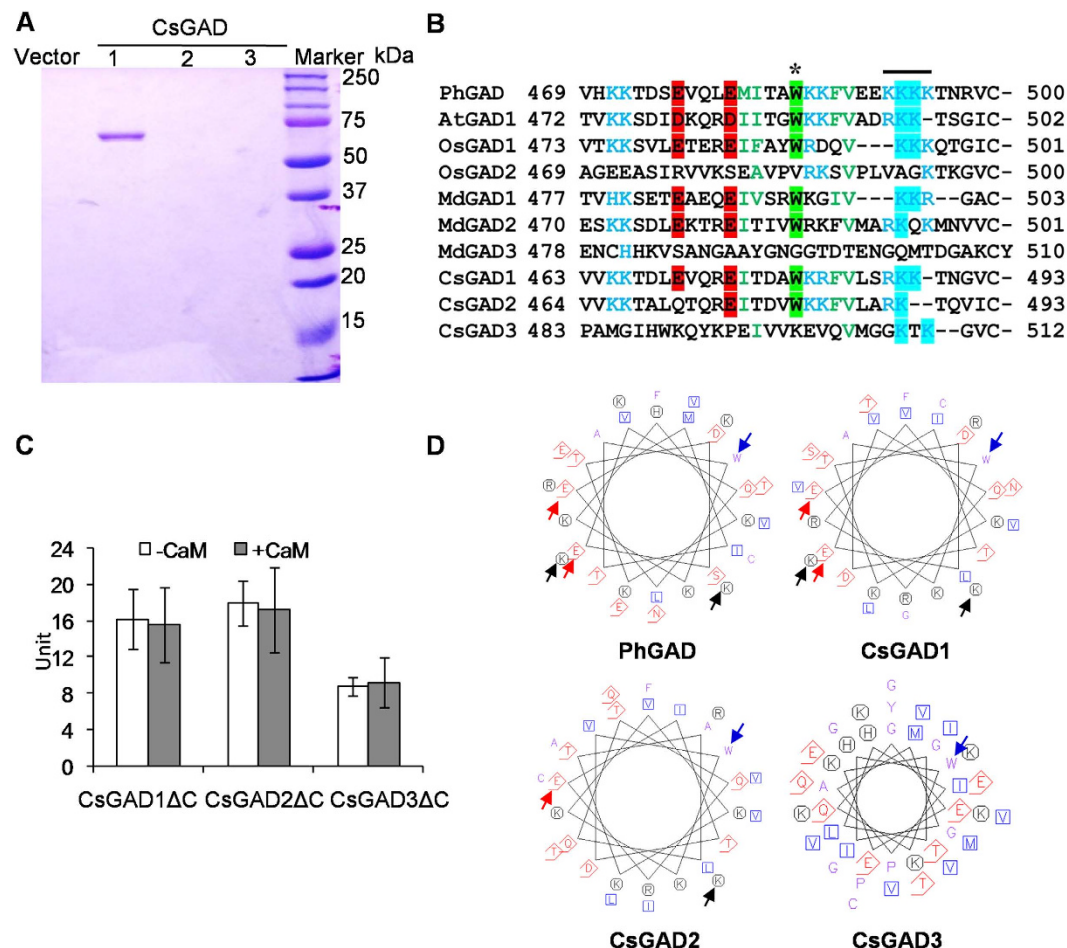 A
CsGAD
Vector 1 2 3 Marker kDa
250
75
50
37
25
20
15
B
*
PhGAD 469 VHKKTDSEVQLEMITAWKKFVEEKKKKTNRVC- 500
AtGAD1 472 TVKKSDIDKQRDIITGWKKFVADRKK-TSGIC- 502
OsGAD1 473 VTKKSVLETEREIFAYWRDQV---KKKQTGIC- 501
OsGAD2 469 AGEEASIRVVKSEAVPVRKSVPLVAGKTKGVC- 500
MdGAD1 477 VHKSETEAEQEIVSRWKGIV----KKR--GAC- 503
MdGAD2 470 ESKKSDLEKTREITIVWRKFVMARKQKMNVVC- 501
MdGAD3 478 ENCHHKVSANGAAYGNGGTDTENGQMTDGAKCY 510
CsGAD1 463 VVKKTDLEVQREITDAWKRFVLSRKK-TNGVC- 493
CsGAD2 464 VVKKTALQTQREITDVWKKFVLARK--TQVIC- 493
CsGAD3 483 PAMGIHWKQYKPEIVVKEVQVMGGKTK--GVC- 512
C
24
20
16
12
8
4
0
Unit
-CaM +CaM
CsGAD1ΔC CsGAD2ΔC CsGAD3ΔC
D
PhGAD CsGAD1
CsGAD2 CsGAD3